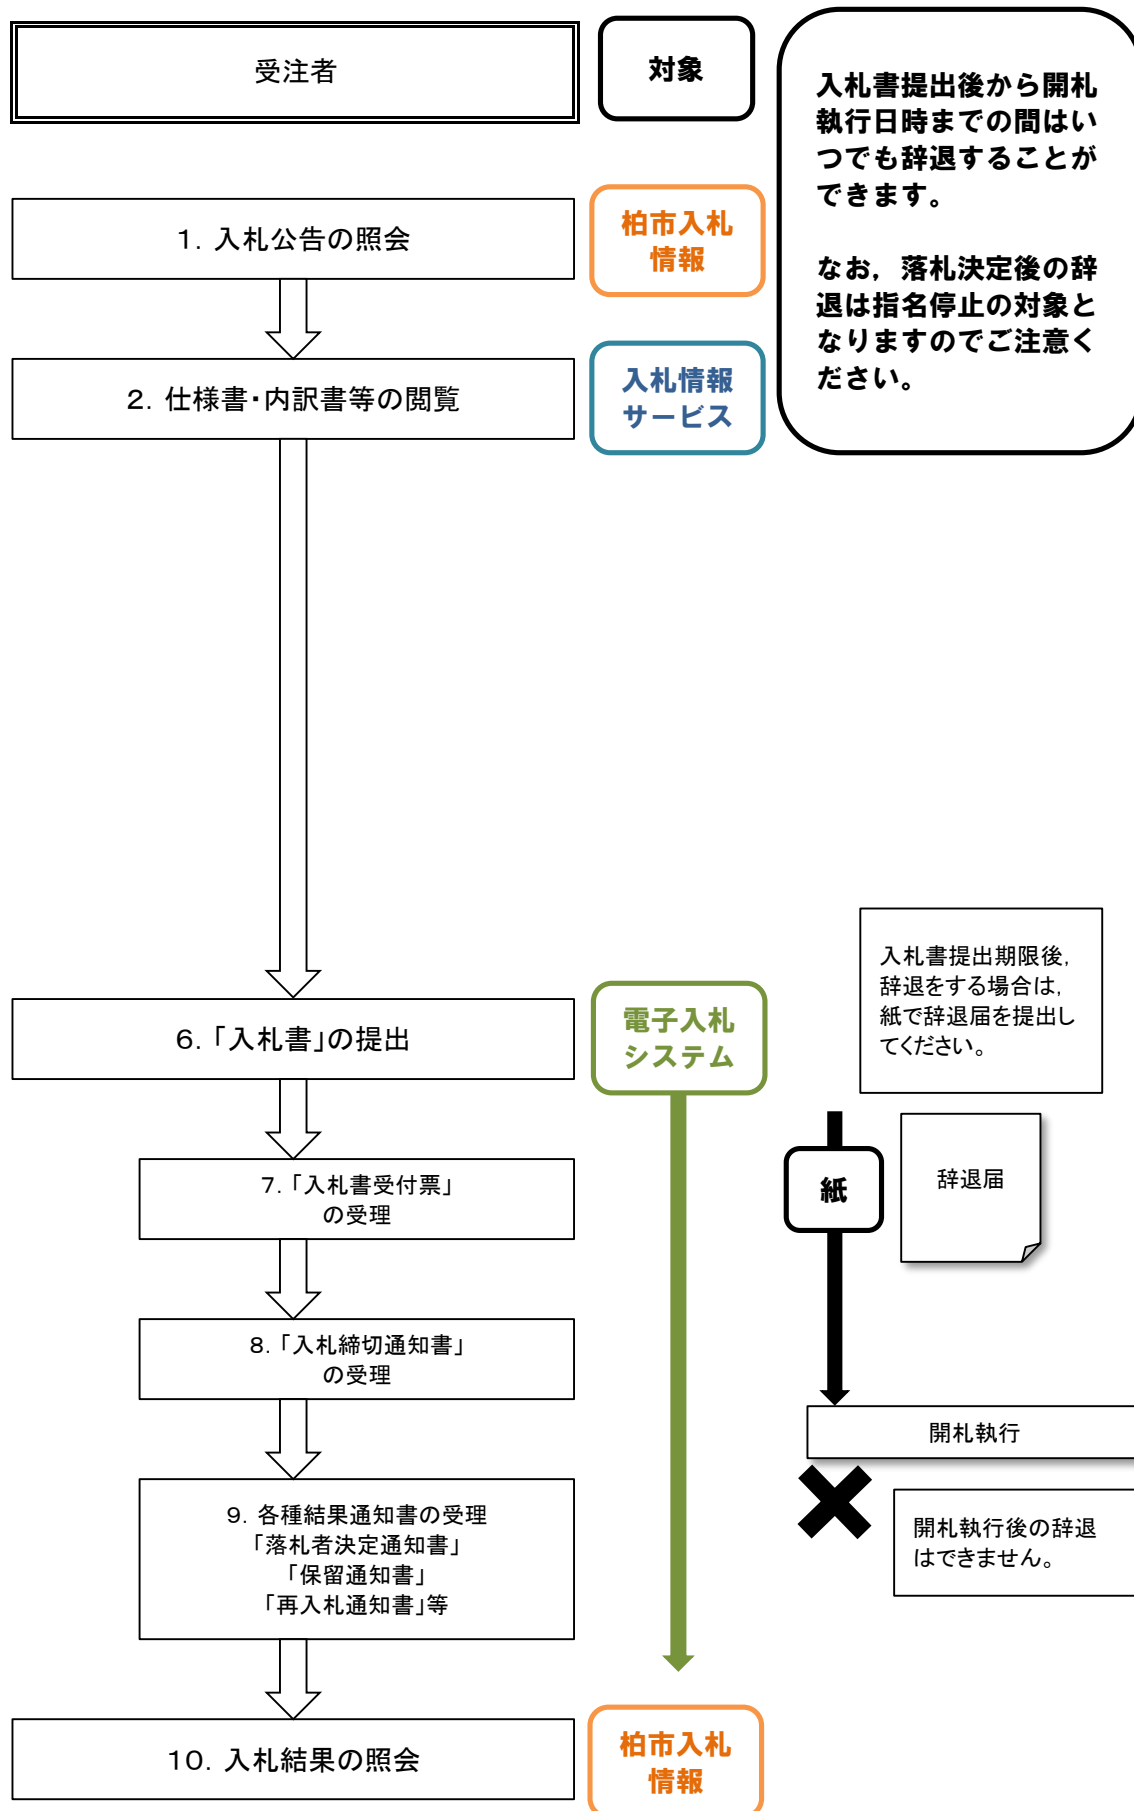 受注者
対象
入札書提出後から開札
執行日時までの間はい
つでも辞退することが
できます。
なお，落札決定後の辞
退は指名停止の対象と
なりますのでご注意く
ださい。
１．入札公告の照会
柏市入札
情報
２．仕様書・内訳書等の閲覧
入札情報
サービス
６．「入札書」の提出
電子入札
システム
入札書提出期限後，
辞退をする場合は，
紙で辞退届を提出し
てください。
７．「入札書受付票」
の受理
紙
辞退届
８．「入札締切通知書」
の受理
開札執行
９．各種結果通知書の受理
「落札者決定通知書」
「保留通知書」
「再入札通知書」等
開札執行後の辞退
はできません。
１０．入札結果の照会
柏市入札
情報